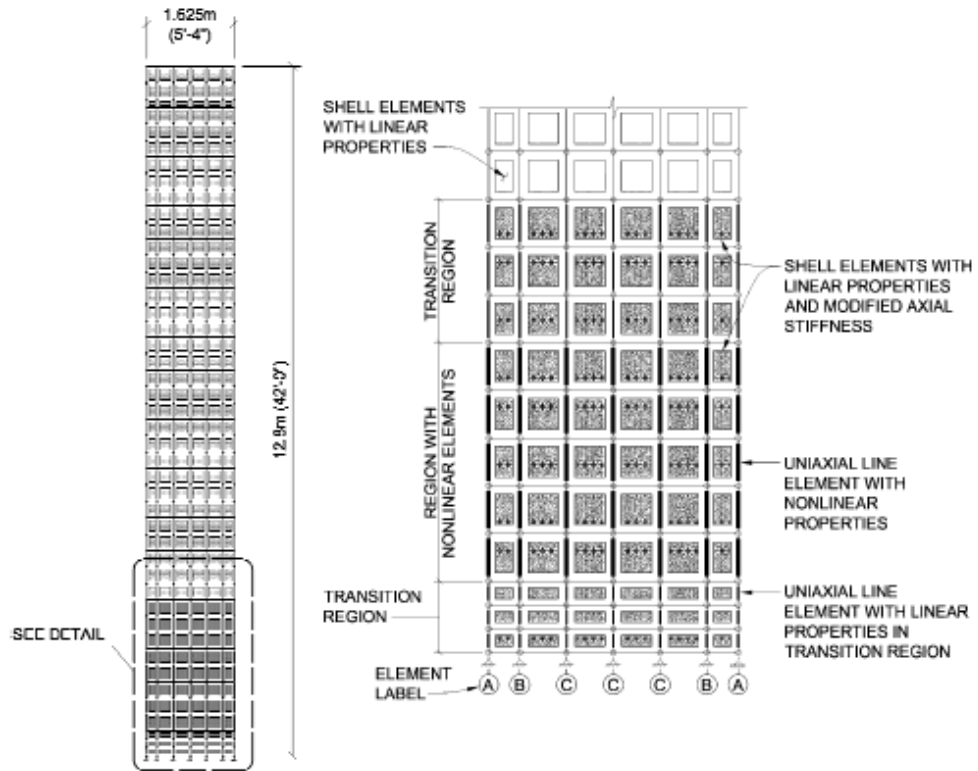 1.625m
(5'-4")
12.9m (42'-0")
SEE DETAIL
SHELL ELEMENTS
WITH LINEAR
PROPERTIES
TRANSITION
REGION
REGION WITH
NONLINEAR ELEMENTS
TRANSITION
REGION
ELEMENT
LABEL
A B C C C B A
SHELL ELEMENTS WITH
LINEAR PROPERTIES
AND MODIFIED AXIAL
STIFFNESS
UNIAXIAL LINE
ELEMENT WITH
NONLINEAR
PROPERTIES
UNIAXIAL LINE
ELEMENT WITH LINEAR
PROPERTIES IN
TRANSITION REGION